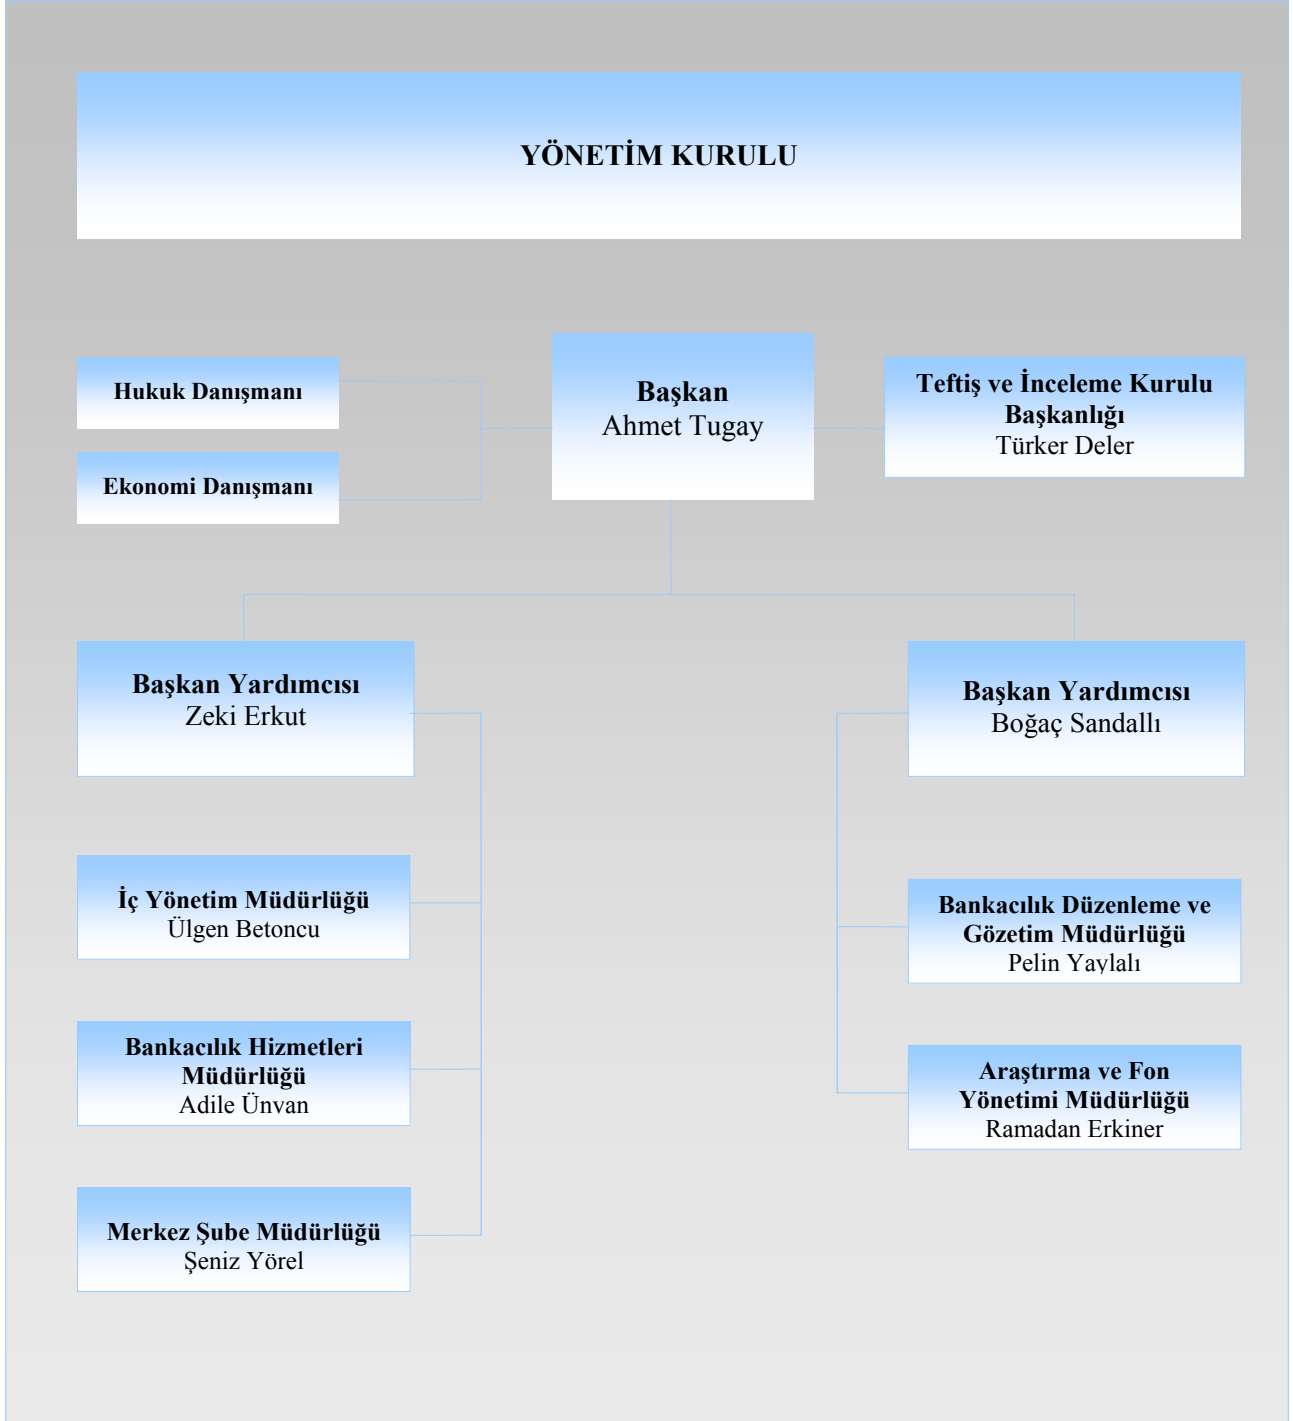 YÖNETİM KURULU
Hukuk Danışmanı
Ekonomi Danışmanı
Başkan
Ahmet Tugay
Teftiş ve İnceleme Kurulu
Başkanlığı
Türker Deler
Başkan Yardımcısı
Zeki Erkut
Başkan Yardımcısı
Boğaç Sandallı
İç Yönetim Müdürlüğü
Ülgen Betoncu
Bankacılık Hizmetleri
Müdürlüğü
Adile Ünvan
Merkez Şube Müdürlüğü
Şeniz Yörel
Bankacılık Düzenleme ve
Gözetim Müdürlüğü
Pelin Yaylalı
Araştırma ve Fon
Yönetimi Müdürlüğü
Ramadan Erkiner